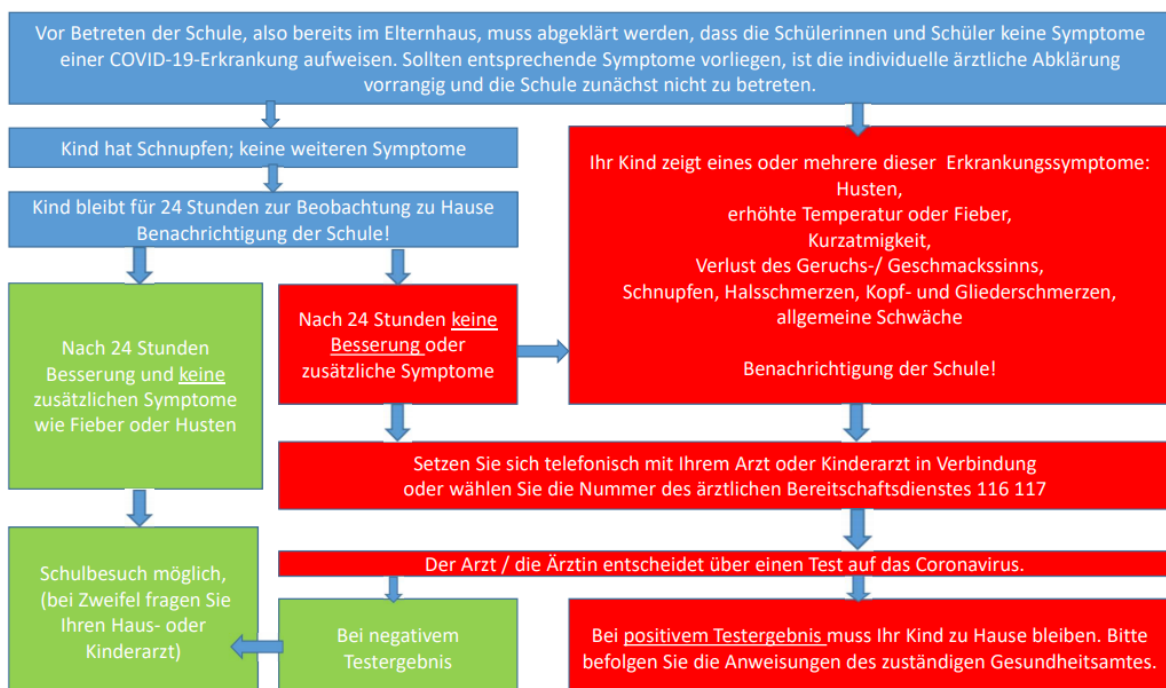 Vor Betreten der Schule, also bereits im Elternhaus, muss abgeklärt werden, dass die Schülerinnen und Schüler keine Symptome
einer COVID-19-Erkrankung aufweisen. Sollten entsprechende Symptome vorliegen, ist die individuelle ärztliche Abklärung
vorrangig und die Schule zunächst nicht zu betreten.
Kind hat Schnupfen; keine weiteren Symptome
Kind bleibt für 24 Stunden zur Beobachtung zu Hause
Benachrichtigung der Schule!
Ihr Kind zeigt eines oder mehrere dieser Erkrankungssymptome:
Husten,
erhöhte Temperatur oder Fieber,
Kurzatmigkeit,
Verlust des Geruchs-/ Geschmackssinns,
Schnupfen, Halsschmerzen, Kopf- und Gliederschmerzen,
allgemeine Schwäche
Benachrichtigung der Schule!
Nach 24 Stunden
Besserung und keine
zusätzlichen Symptome
wie Fieber oder Husten
Nach 24 Stunden keine
Besserung oder
zusätzliche Symptome
Setzen Sie sich telefonisch mit Ihrem Arzt oder Kinderarzt in Verbindung
oder wählen Sie die Nummer des ärztlichen Bereitschaftsdienstes 116 117
Der Arzt / die Ärztin entscheidet über einen Test auf das Coronavirus.
Schulbesuch möglich,
(bei Zweifel fragen Sie
Ihren Haus- oder
Kinderarzt)
Bei negativem
Testergebnis
Bei positivem Testergebnis muss Ihr Kind zu Hause bleiben. Bitte
befolgen Sie die Anweisungen des zuständigen Gesundheitsamtes.